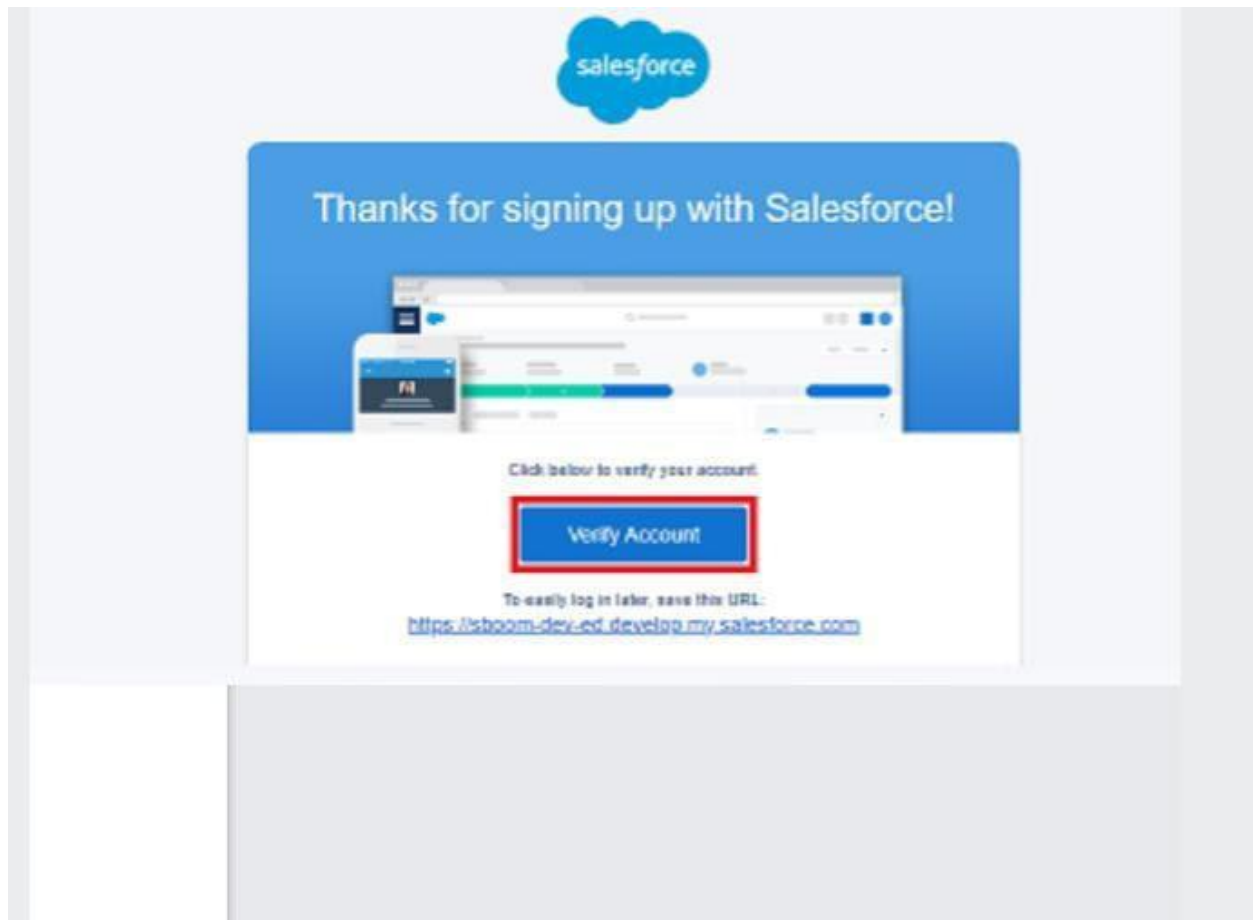 salesforce
Thanks for signing up with Salesforce!
Click below to verify your account.
Verify Account
To easily log in later, save this URL:
https://sboom-dev-ed.develop.my.salesforce.com